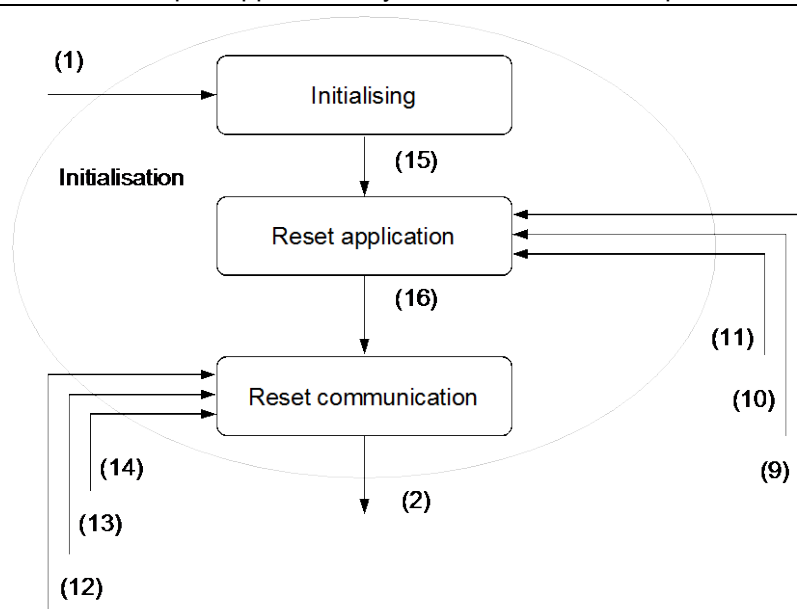 (1)
Initialising
(15)
Initialisation
Reset application
(16)
(11)
Reset communication
(10)
(14)
(9)
(2)
(13)
(12)